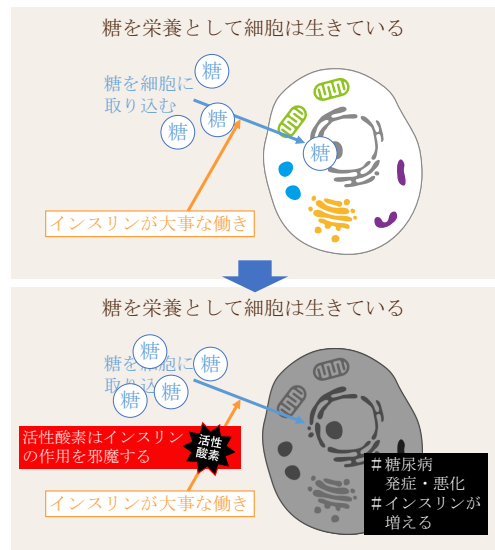 糖を栄養として細胞は生きている
糖
糖を細胞に
取り込む
糖
糖
糖
インスリンが大事な働き
糖を栄養として細胞は生きている
糖
糖を細胞に
糖
取り込
糖
糖
活性酸素はインスリン
の作用を邪魔する
活性
酸素
インスリンが大事な働き
#糖尿病
発症・悪化
#インスリンが
増える